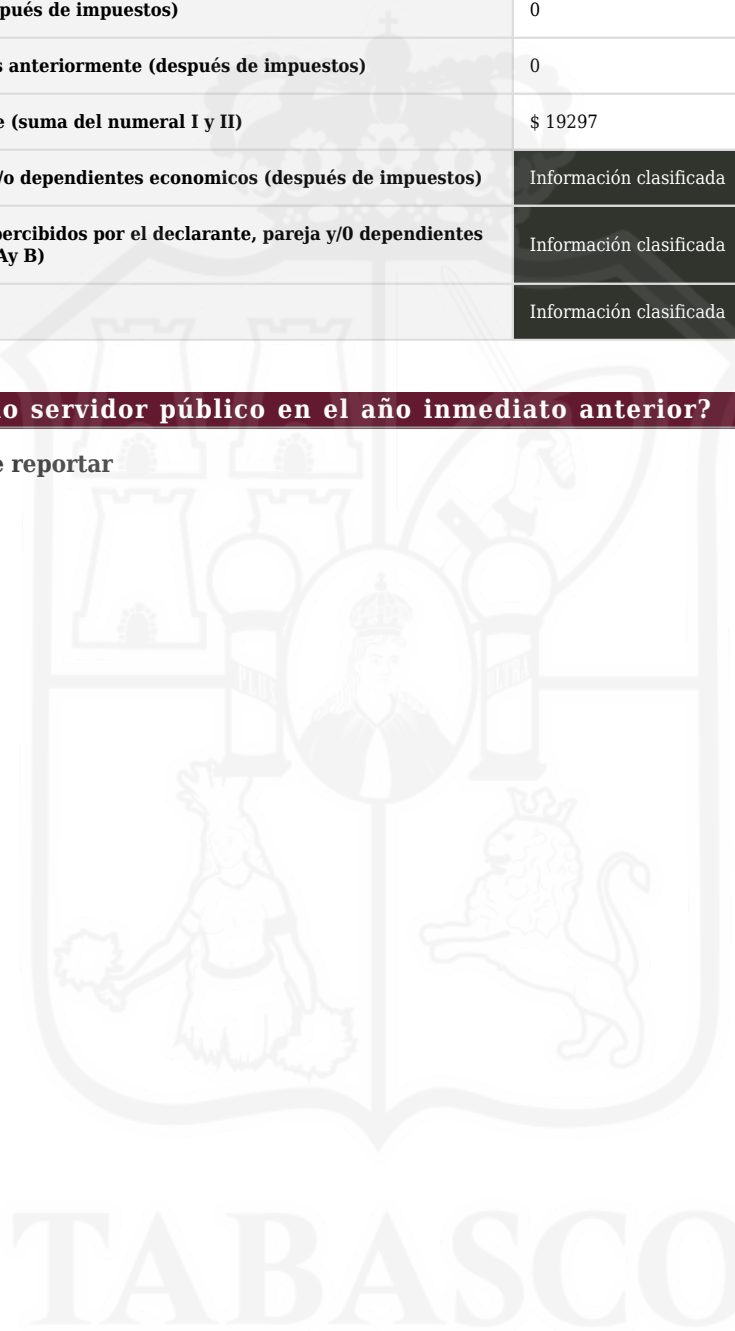 pués de impuestos) 0
s anteriormente (después de impuestos) 0
e (suma del numeral I y II) $ 19297
/o dependientes economicos (después de impuestos) Información clasificada
percibidos por el declarante, pareja y/0 dependientes
Ay B) Información clasificada
Información clasificada
o servidor público en el año inmediato anterior?
e reportar
PLUS ULTRA
TABASCO